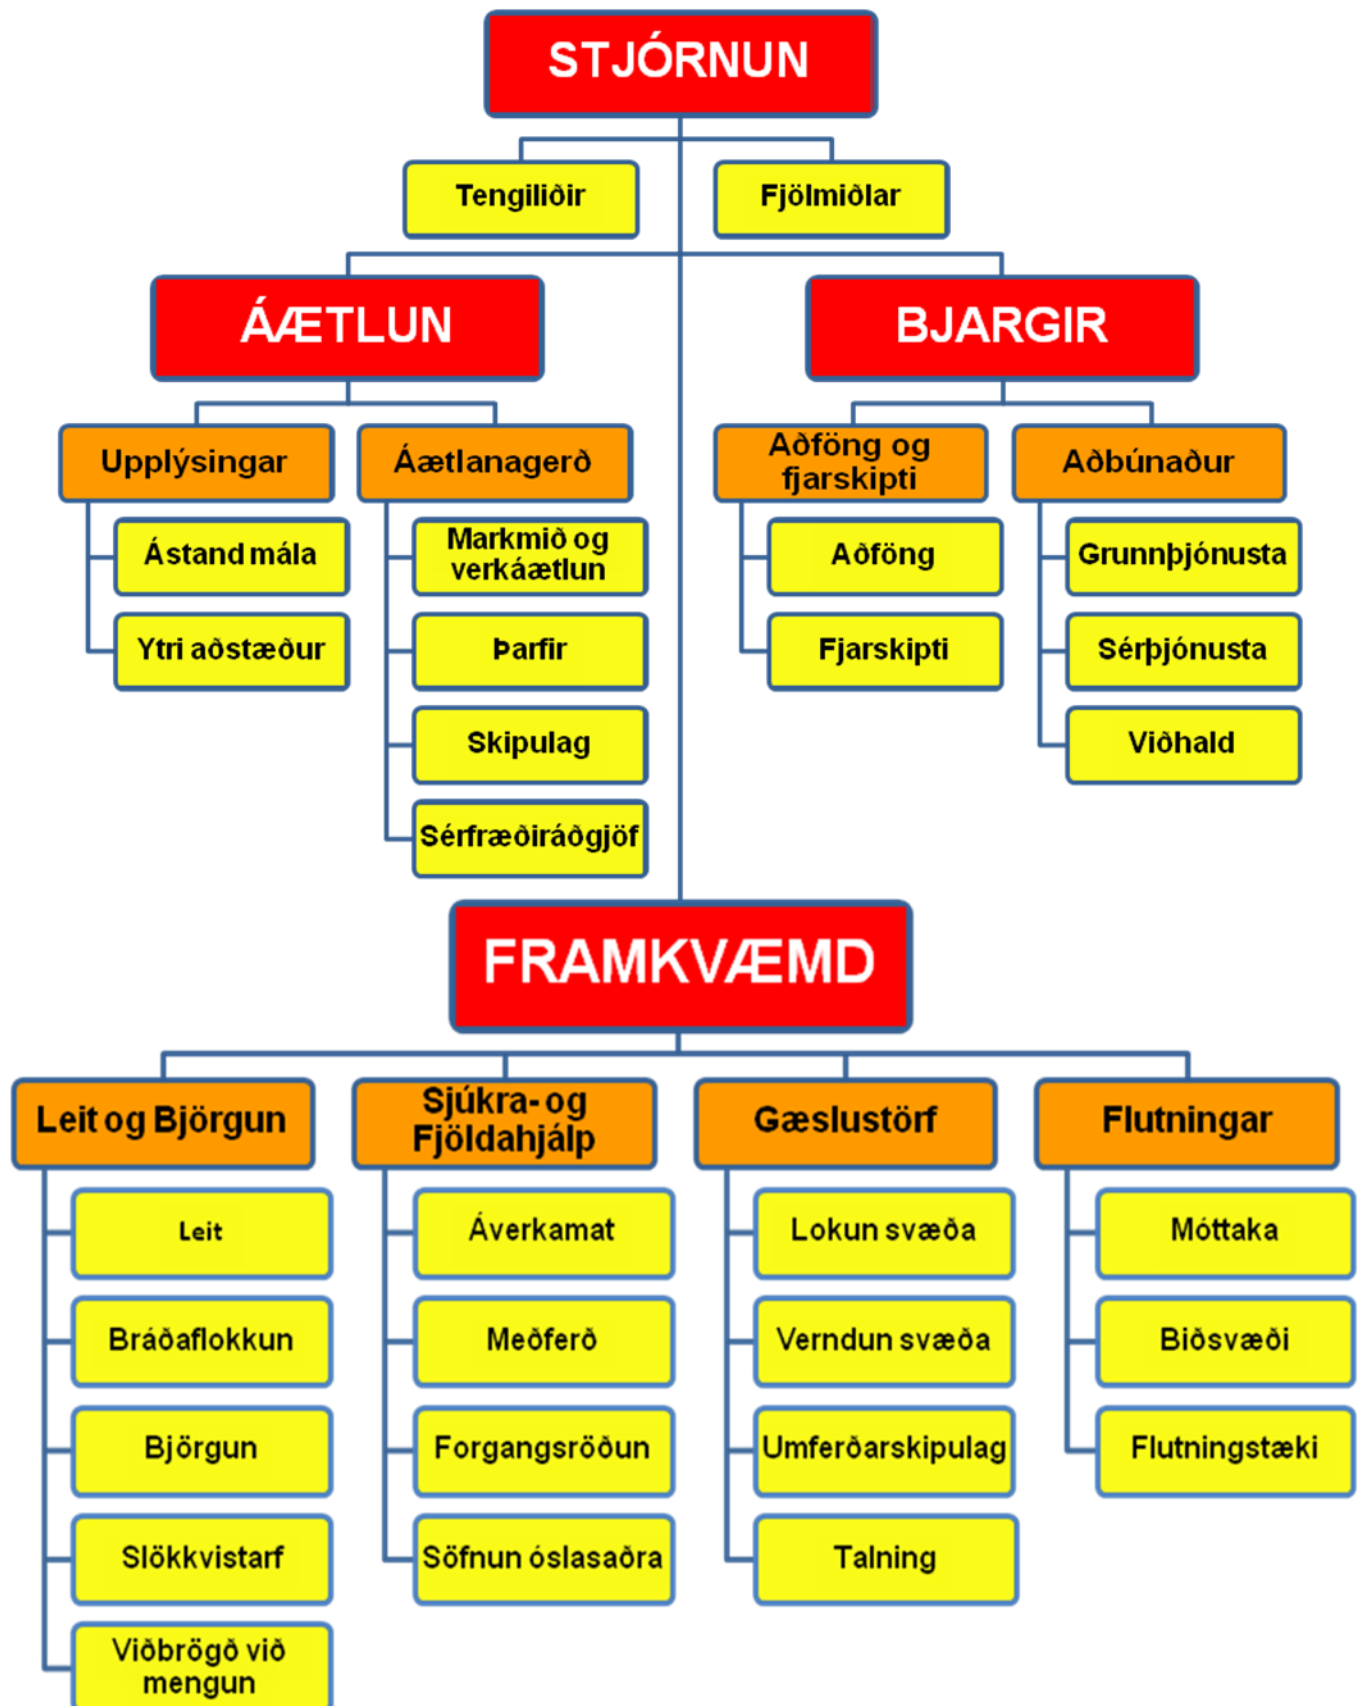 STJÓRNUN
Tengiliðir
Fjölmiðlar
ÁÆTLUN
BJARGIR
Upplýsingar
Áætlanagerð
Aðföng og
fjarskipti
Aðbúnaður
Ástand mála
Markmið og
verkáætlun
Aðföng
Grunnþjónusta
Ytri aðstæður
Þarfir
Fjarskipti
Sérþjónusta
Skipulag
Viðhald
Sérfræðiráðgjöf
FRAMKVÆMD
Leit og Björgun
Sjúkra- og
Fjöldahjálp
Gæslustörf
Flutningar
Leit
Áverkamat
Lokun svæða
Móttaka
Bráðaflokkun
Meðferð
Verndun svæða
Biðsvæði
Björgun
Forgangsröðun
Umferðarskipulag
Flutningstæki
Slökkvistarf
Söfnun óslasaðra
Talning
Viðbrögð við
mengun